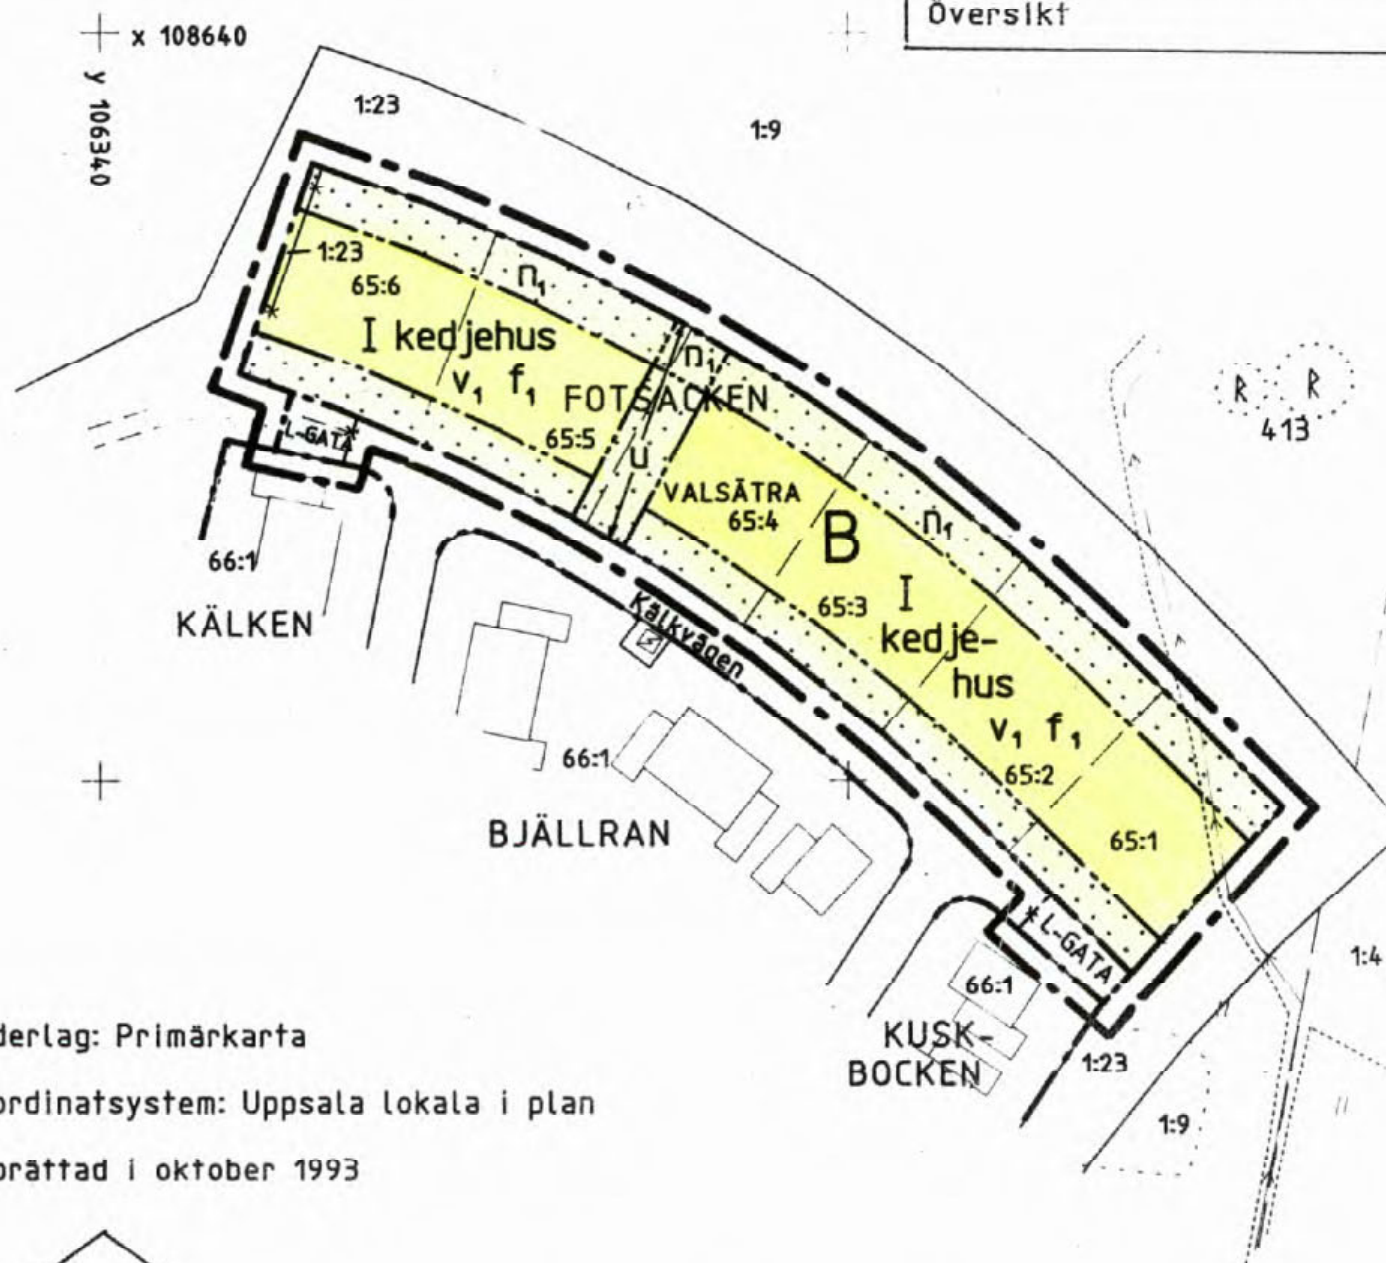 Översikt
x 108640
y 106340
1:23
1:9
1:23
65:6
n₁
I kedjehus
v₁ f₁
n₁
FOTSÄCKEN
65:5
u
L-GATA
413
VALSÄTRA
65:4
B
n₁
66:1
KÄLKEN
Kälkvägen
65:3
I
kedje-
hus
v₁ f₁
65:2
66:1
BJÄLLRAN
65:1
L-GATA
1:4
66:1
KUSK-
BOCKEN
1:23
1:9
derlag: Primärkarta
ordinatsystem: Uppsala lokala i plan
prättad i oktober 1993